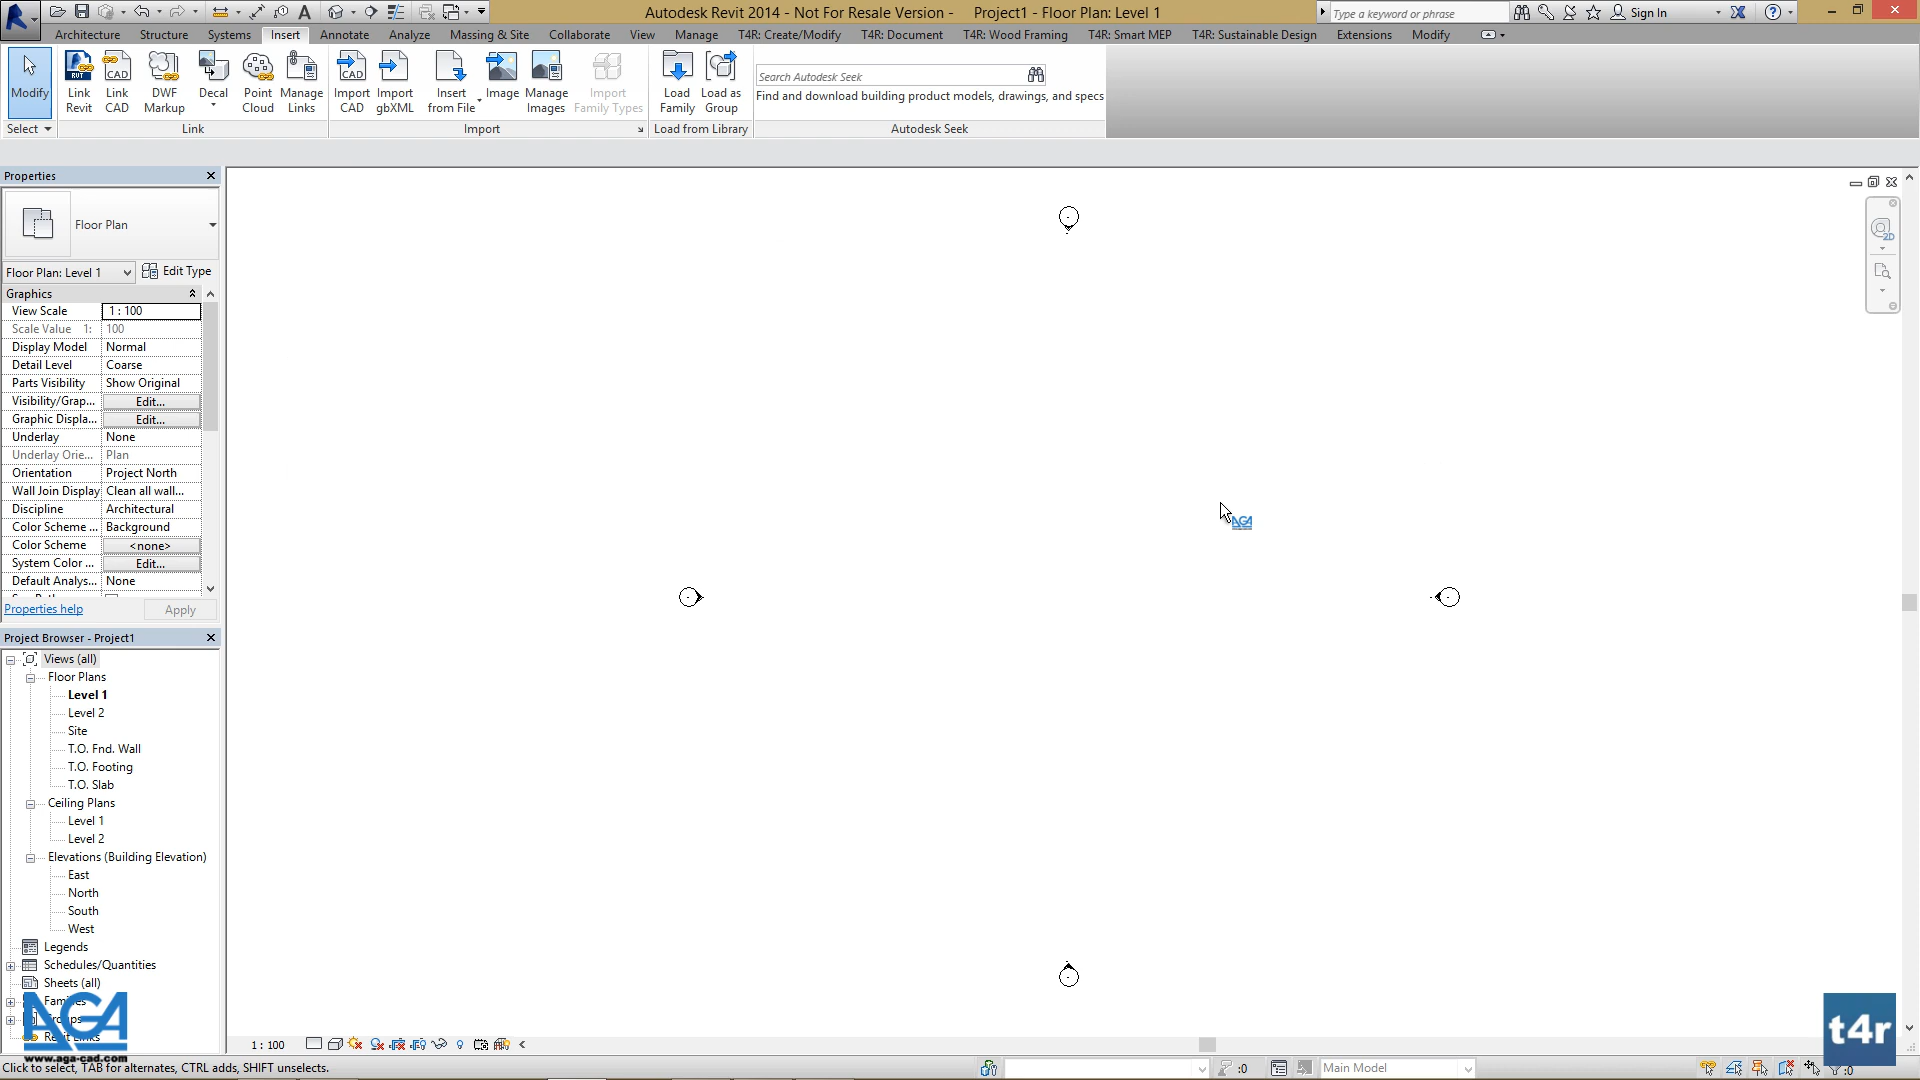 Autodesk Revit 2014 - Not For Resale Version - Project1 - Floor Plan: Level 1
Type a keyword or phrase
Sign In
Architecture Structure Systems Insert Annotate Analyze Massing & Site Collaborate View Manage T4R: Create/Modify T4R: Document T4R: Wood Framing T4R: Smart MEP T4R: Sustainable Design Extensions Modify
Modify
Link Revit
Link CAD
DWF Markup
Decal
Point Cloud
Manage Links
Import CAD
Import gbXML
Insert from File
Image
Manage Images
Import Family Types
Load Family
Load as Group
Search Autodesk Seek
Find and download building product models, drawings, and specs
Select
Link
Import
Load from Library
Autodesk Seek
Properties
Floor Plan
Floor Plan: Level 1
Edit Type
Graphics
View Scale 1 : 100
Scale Value 1: 100
Display Model Normal
Detail Level Coarse
Parts Visibility Show Original
Visibility/Grap... Edit...
Graphic Displa... Edit...
Underlay None
Underlay Orie... Plan
Orientation Project North
Wall Join Display Clean all wall...
Discipline Architectural
Color Scheme ... Background
Color Scheme <none>
System Color ... Edit...
Default Analys... None
Properties help
Apply
Project Browser - Project1
Views (all)
Floor Plans
Level 1
Level 2
Site
T.O. Fnd. Wall
T.O. Footing
T.O. Slab
Ceiling Plans
Level 1
Level 2
Elevations (Building Elevation)
East
North
South
West
Legends
Schedules/Quantities
Sheets (all)
Families
Groups
Revit Links
AGA
www.aga-cad.com
AGA
2D
1 : 100
Click to select, TAB for alternates, CTRL adds, SHIFT unselects.
:0
Main Model
:0
t4r